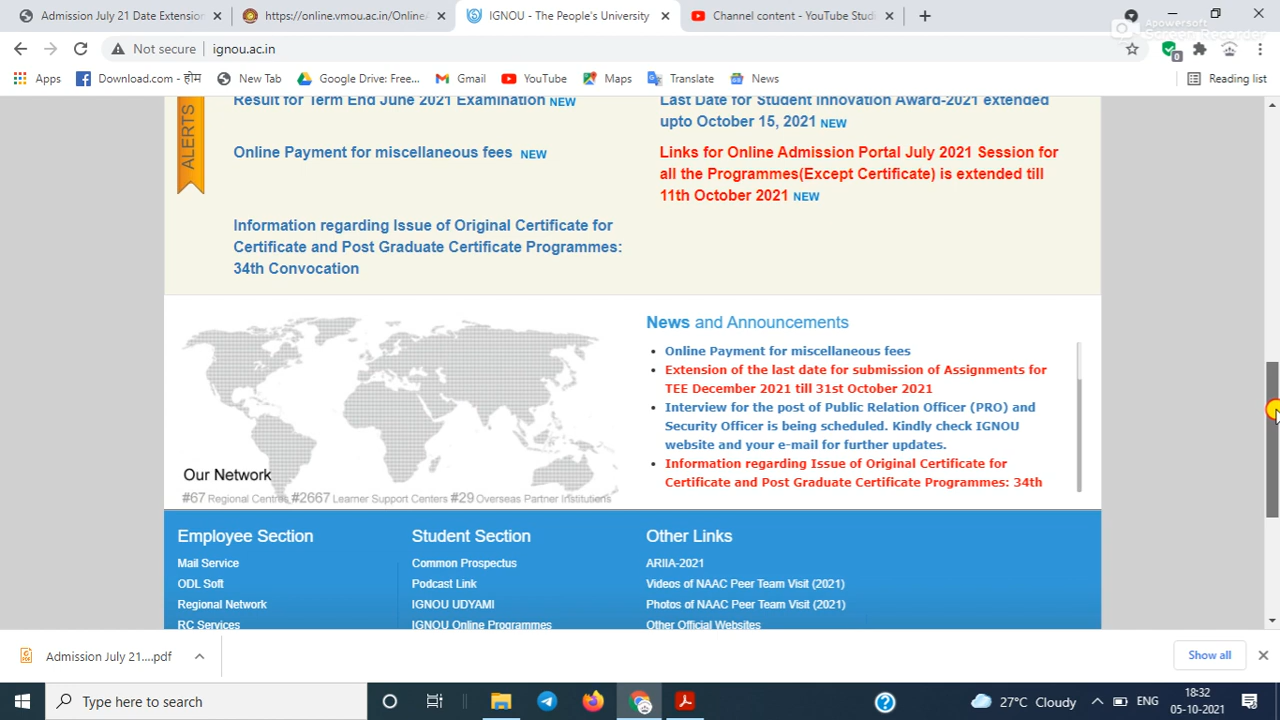 Admission July 21 Date Extension
https://online.vmou.ac.in/OnlineA
IGNOU - The People's University
Channel content - YouTube Studi
Apowersoft
Screen Recorder
Not secure
ignou.ac.in
0
Apps
Download.com - होम
New Tab
Google Drive: Free...
Gmail
YouTube
Maps
Translate
News
Reading list
ALERTS
Result for Term End June 2021 Examination NEW
Online Payment for miscellaneous fees NEW
Information regarding Issue of Original Certificate for
Certificate and Post Graduate Certificate Programmes:
34th Convocation
Last Date for Student Innovation Award-2021 extended
upto October 15, 2021 NEW
Links for Online Admission Portal July 2021 Session for
all the Programmes(Except Certificate) is extended till
11th October 2021 NEW
Our Network
#67 Regional Centres #2667 Learner Support Centers #29 Overseas Partner Institutions
News and Announcements
Online Payment for miscellaneous fees
Extension of the last date for submission of Assignments for
TEE December 2021 till 31st October 2021
Interview for the post of Public Relation Officer (PRO) and
Security Officer is being scheduled. Kindly check IGNOU
website and your e-mail for further updates.
Information regarding Issue of Original Certificate for
Certificate and Post Graduate Certificate Programmes: 34th
Employee Section
Mail Service
ODL Soft
Regional Network
RC Services
Student Section
Common Prospectus
Podcast Link
IGNOU UDYAMI
IGNOU Online Programmes
Other Links
ARIIA-2021
Videos of NAAC Peer Team Visit (2021)
Photos of NAAC Peer Team Visit (2021)
Other Official Websites
Admission July 21....pdf
Show all
Type here to search
27°C Cloudy
ENG
18:32
05-10-2021